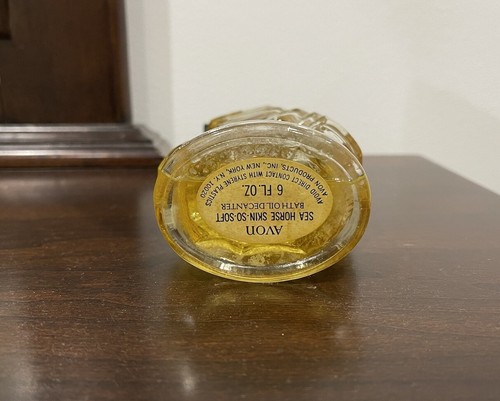 AVON
SEA HORSE SKIN-SO-SOFT
BATH OIL DECANTER
6 FL. OZ.
AVOID DIRECT CONTACT WITH STYRENE PLASTICS
AVON PRODUCTS, INC., NEW YORK, N.Y. 10020